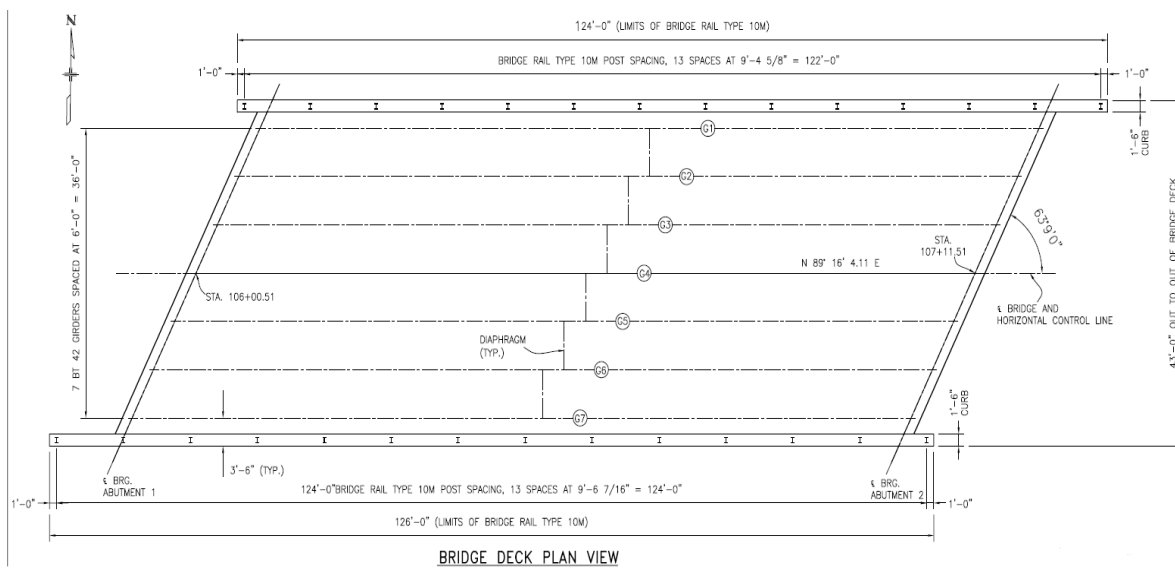 N
124'-0" (LIMITS OF BRIDGE RAIL TYPE 10M)
BRIDGE RAIL TYPE 10M POST SPACING, 13 SPACES AT 9'-4 5/8" = 122'-0"
1'-0"
1'-0"
1'-6"
CURB
G1
G2
G3
G4
G5
G6
G7
7 BT 42 GIRDERS SPACED AT 6'-0" = 36'-0"
43'-0" OUT TO OUT OF BRIDGE DECK
63°9'0"
STA.
107+11.51
N 89° 16' 4.11 E
STA. 106+00.51
℄ BRIDGE AND
HORIZONTAL CONTROL LINE
DIAPHRAGM
(TYP.)
1'-6"
CURB
3'-6" (TYP.)
℄ BRG.
ABUTMENT 1
℄ BRG.
ABUTMENT 2
1'-0"
124'-0"BRIDGE RAIL TYPE 10M POST SPACING, 13 SPACES AT 9'-6 7/16" = 124'-0"
1'-0"
126'-0" (LIMITS OF BRIDGE RAIL TYPE 10M)
BRIDGE DECK PLAN VIEW